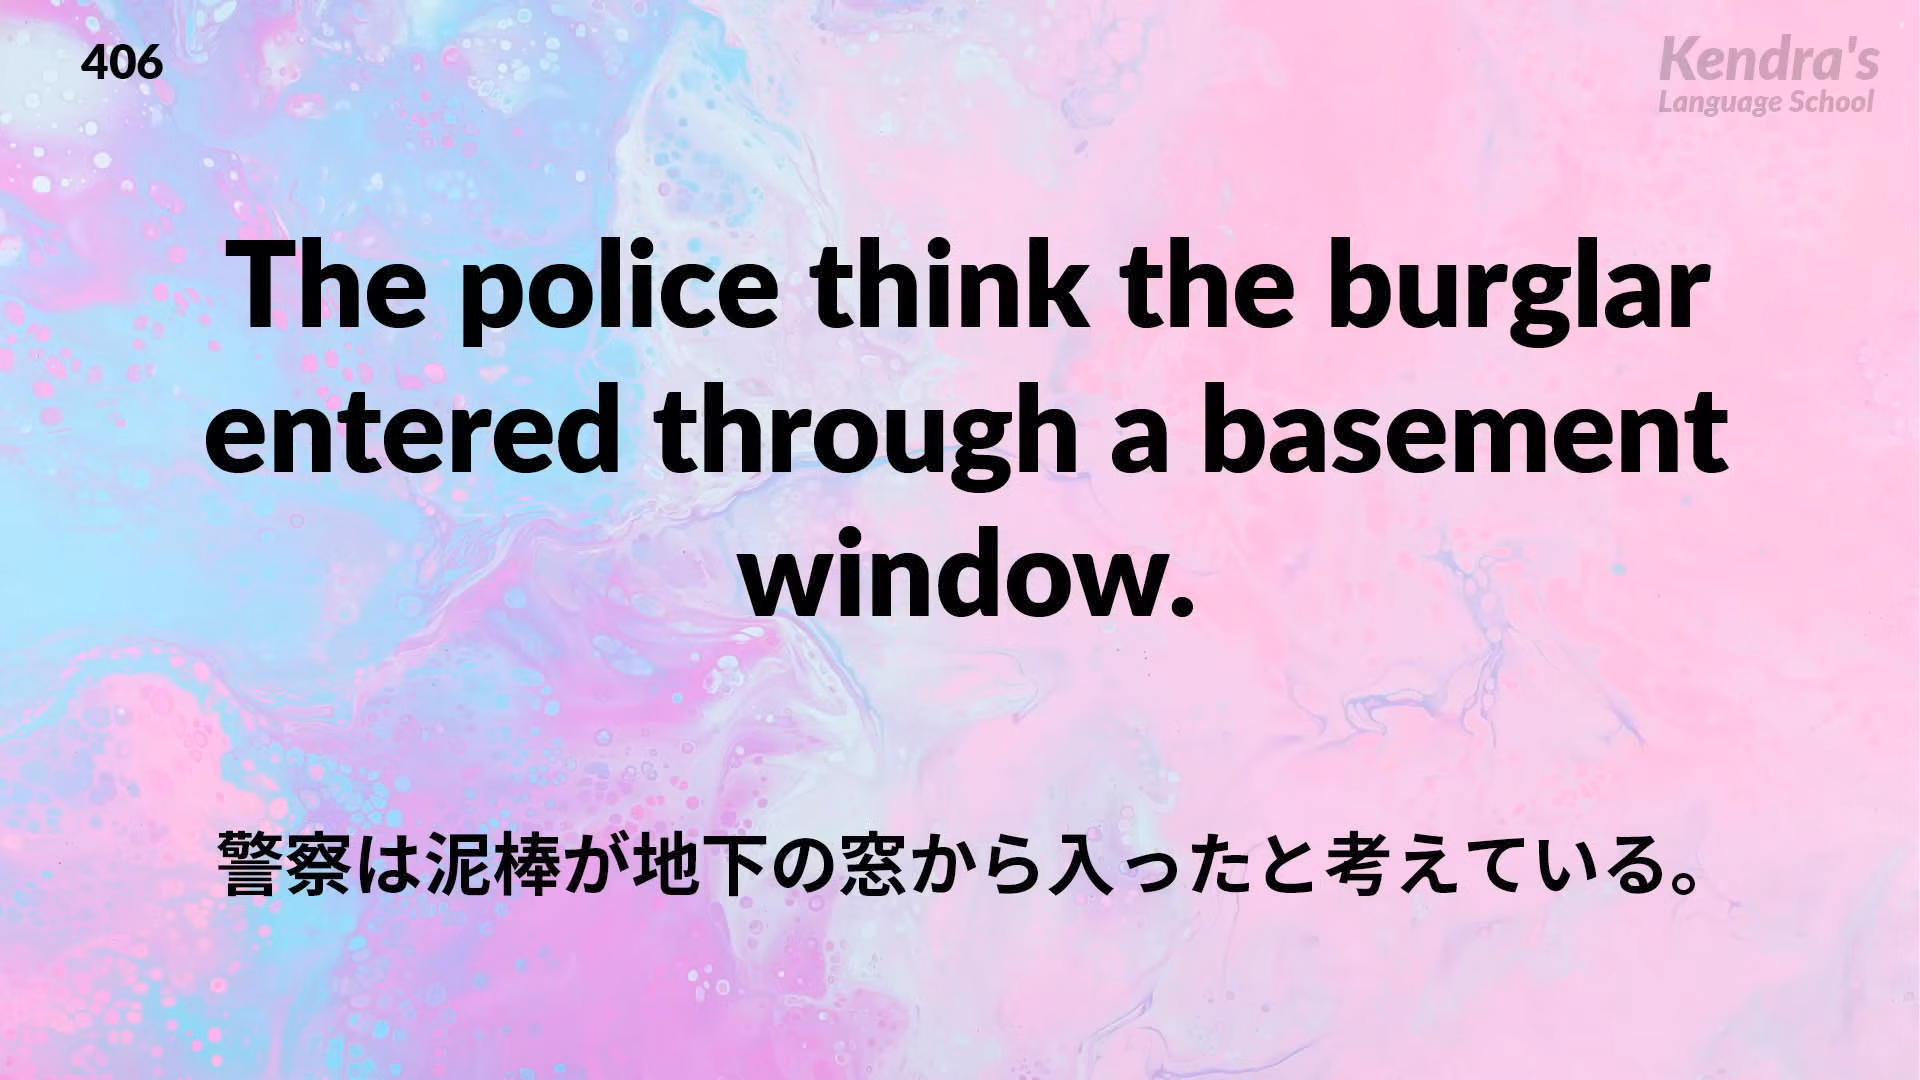 406
Kendra's
Language School
The police think the burglar
entered through a basement
window.
警察は泥棒が地下の窓から入ったと考えている。